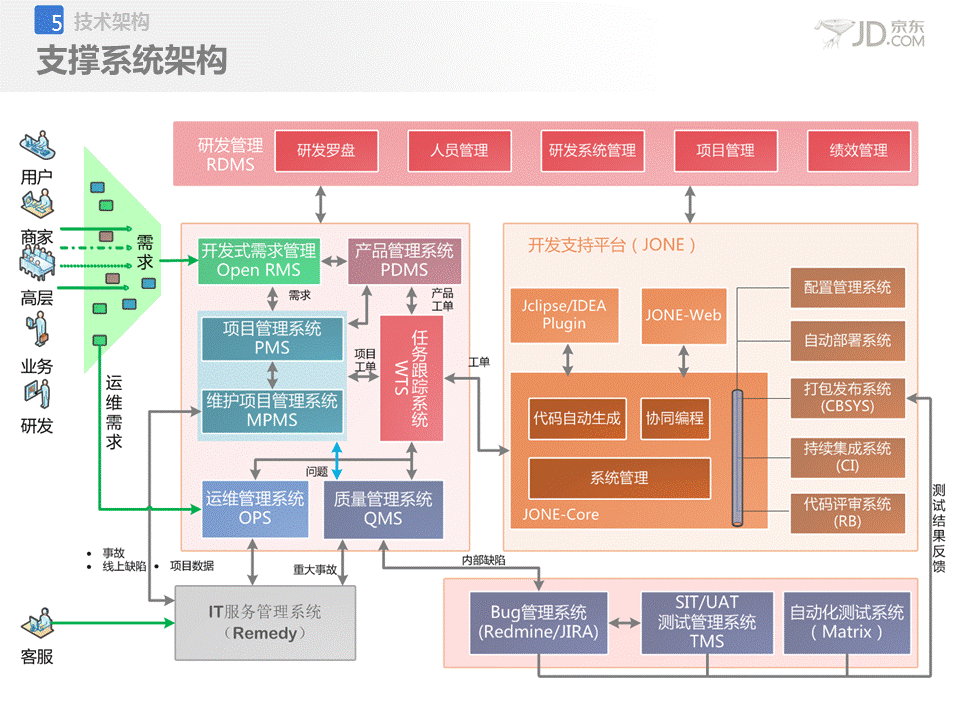 5 技术架构
支撑系统架构
JD 京东
.COM
用户
商家
高层
业务
研发
客服
需求
运维需求
研发管理
RDMS
研发罗盘
人员管理
研发系统管理
项目管理
绩效管理
开发式需求管理
Open RMS
产品管理系统
PDMS
需求
产品
工单
项目管理系统
PMS
项目
工单
任务跟踪系统
WTS
工单
维护项目管理系统
MPMS
问题
运维管理系统
OPS
质量管理系统
QMS
• 事故
• 线上缺陷
• 项目数据
重大事故
内部缺陷
IT服务管理系统
（Remedy）
开发支持平台（JONE）
Jclipse/IDEA
Plugin
JONE-Web
代码自动生成
协同编程
系统管理
JONE-Core
配置管理系统
自动部署系统
打包发布系统
(CBSYS)
持续集成系统
(CI)
代码评审系统
(RB)
测试结果反馈
Bug管理系统
(Redmine/JIRA)
SIT/UAT
测试管理系统
TMS
自动化测试系统
（Matrix）